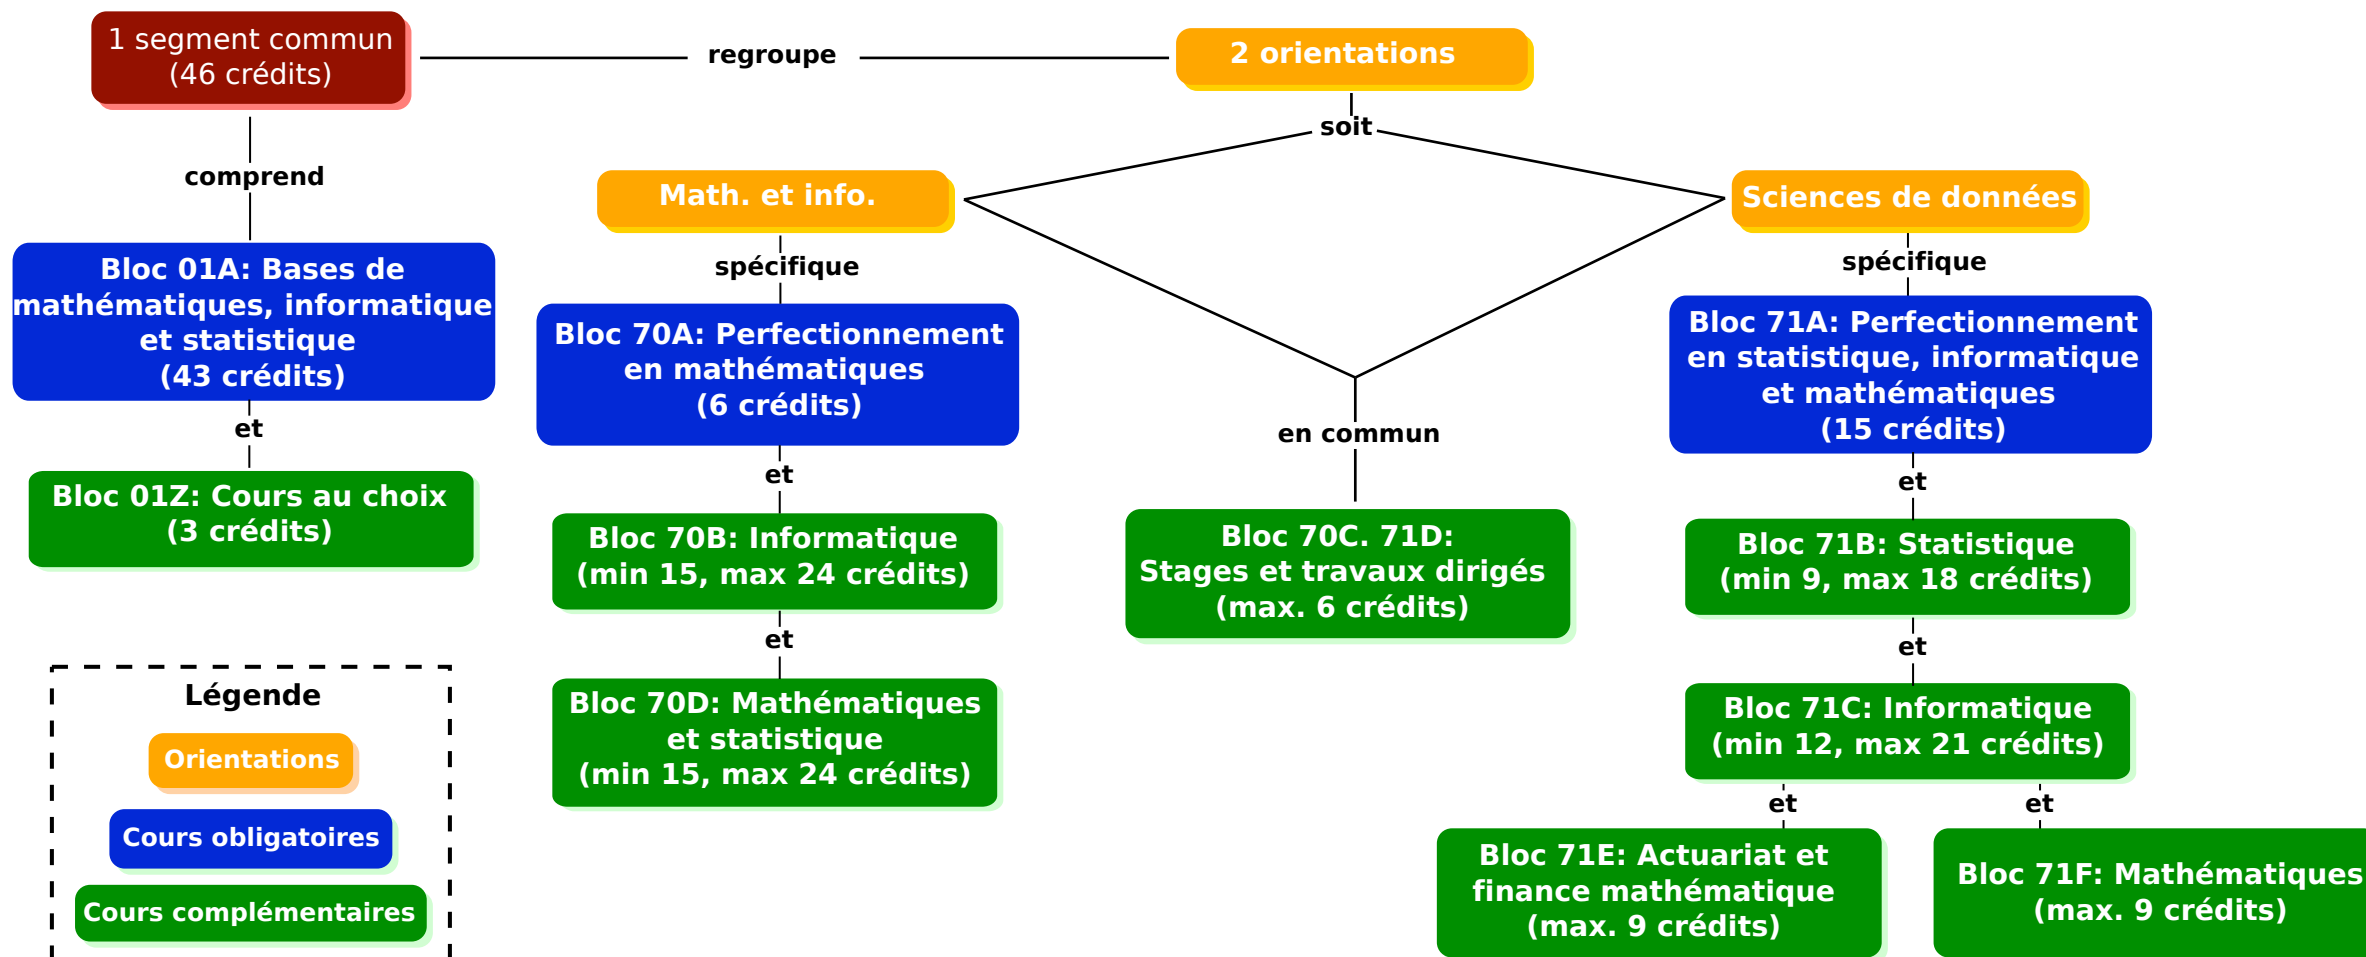 1 segment commun
(46 crédits)
regroupe
2 orientations
soit
comprend
Math. et info.
Sciences de données
spécifique
spécifique
Bloc 01A: Bases de
mathématiques, informatique
et statistique
(43 crédits)
et
Bloc 01Z: Cours au choix
(3 crédits)
Bloc 70A: Perfectionnement
en mathématiques
(6 crédits)
et
Bloc 70B: Informatique
(min 15, max 24 crédits)
et
Bloc 70D: Mathématiques
et statistique
(min 15, max 24 crédits)
en commun
Bloc 70C. 71D:
Stages et travaux dirigés
(max. 6 crédits)
Bloc 71A: Perfectionnement
en statistique, informatique
et mathématiques
(15 crédits)
et
Bloc 71B: Statistique
(min 9, max 18 crédits)
et
Bloc 71C: Informatique
(min 12, max 21 crédits)
et
et
Bloc 71E: Actuariat et
finance mathématique
(max. 9 crédits)
Bloc 71F: Mathématiques
(max. 9 crédits)
Légende
Orientations
Cours obligatoires
Cours complémentaires